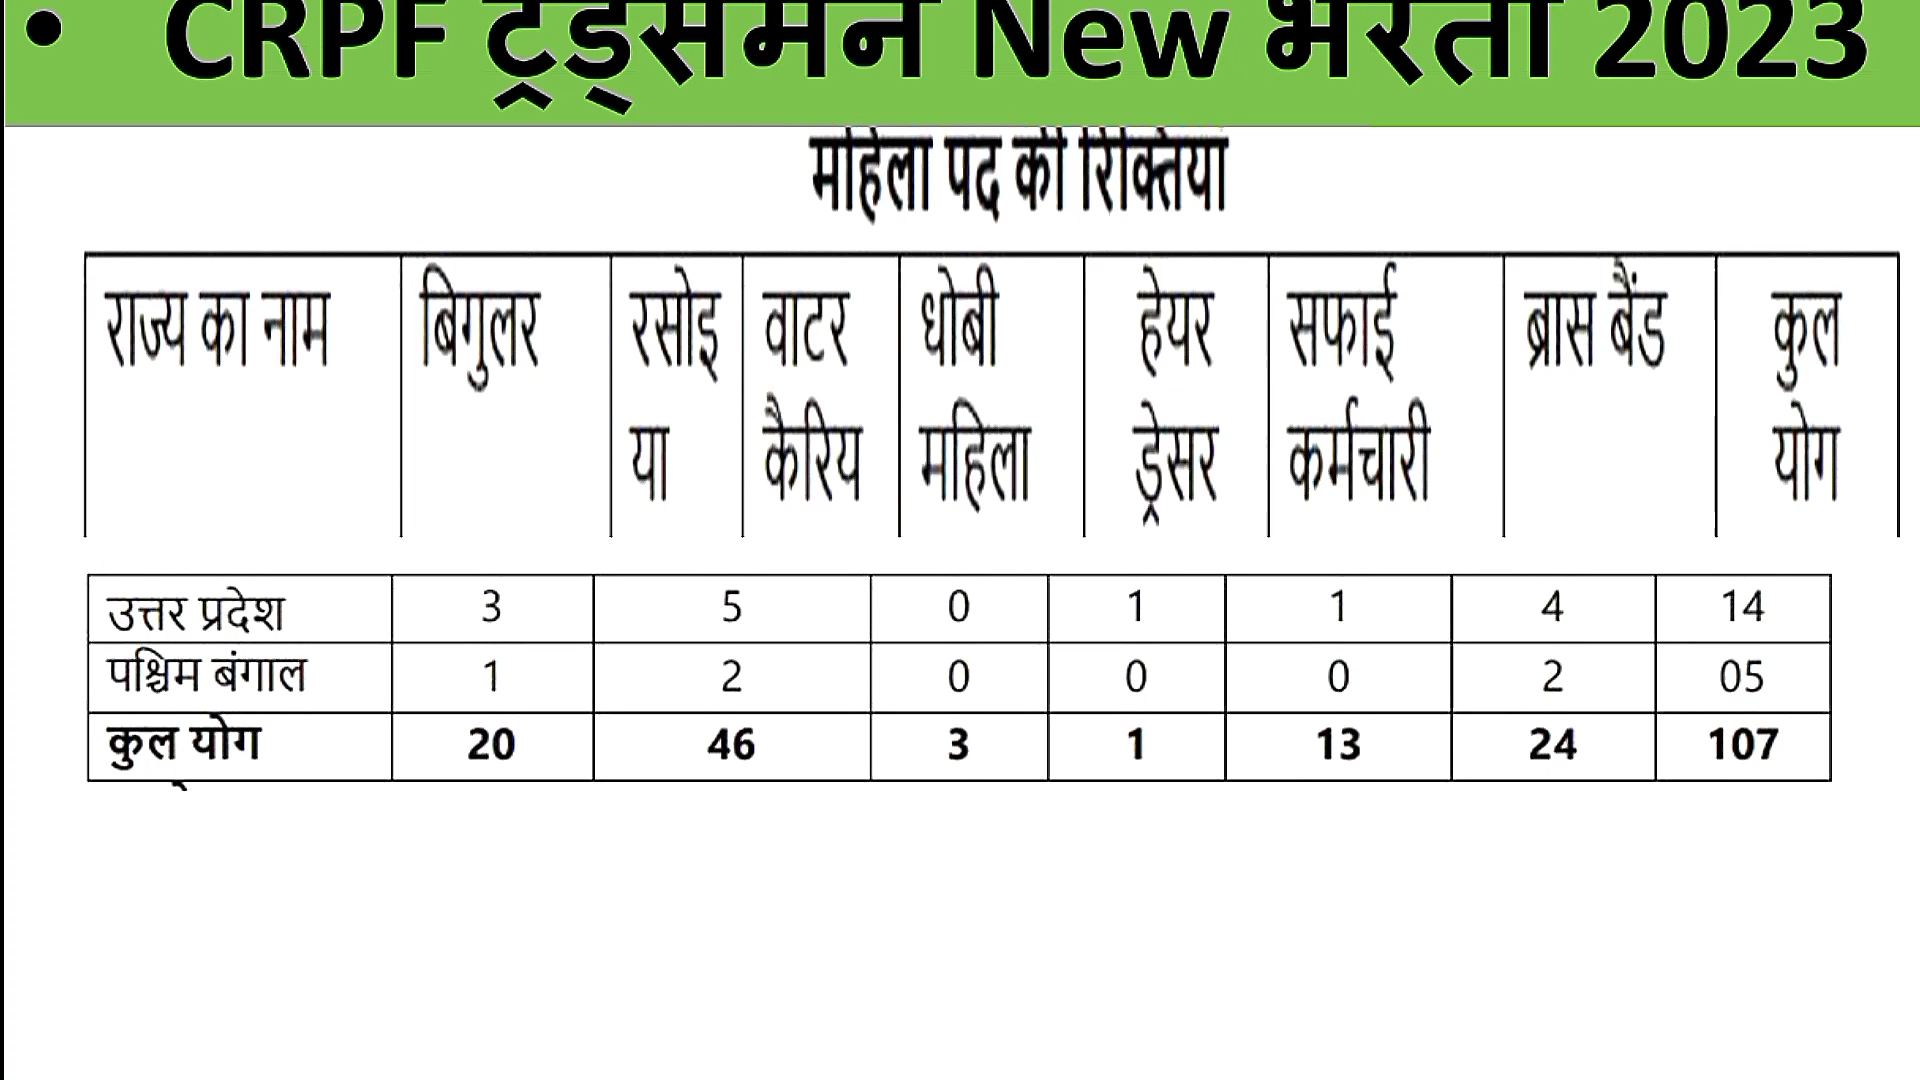 • CRPF ट्रेड्समैन New भर्ती 2023
महिला पद की रिक्तियां
राज्य का नाम बिगुलर रसोइ वाटर धोबी हेयर सफाई ब्रास बैंड कुल
या कैरिय महिला ड्रेसर कर्मचारी योग
उत्तर प्रदेश 3 5 0 1 1 4 14
पश्चिम बंगाल 1 2 0 0 0 2 05
कुल योग 20 46 3 1 13 24 107